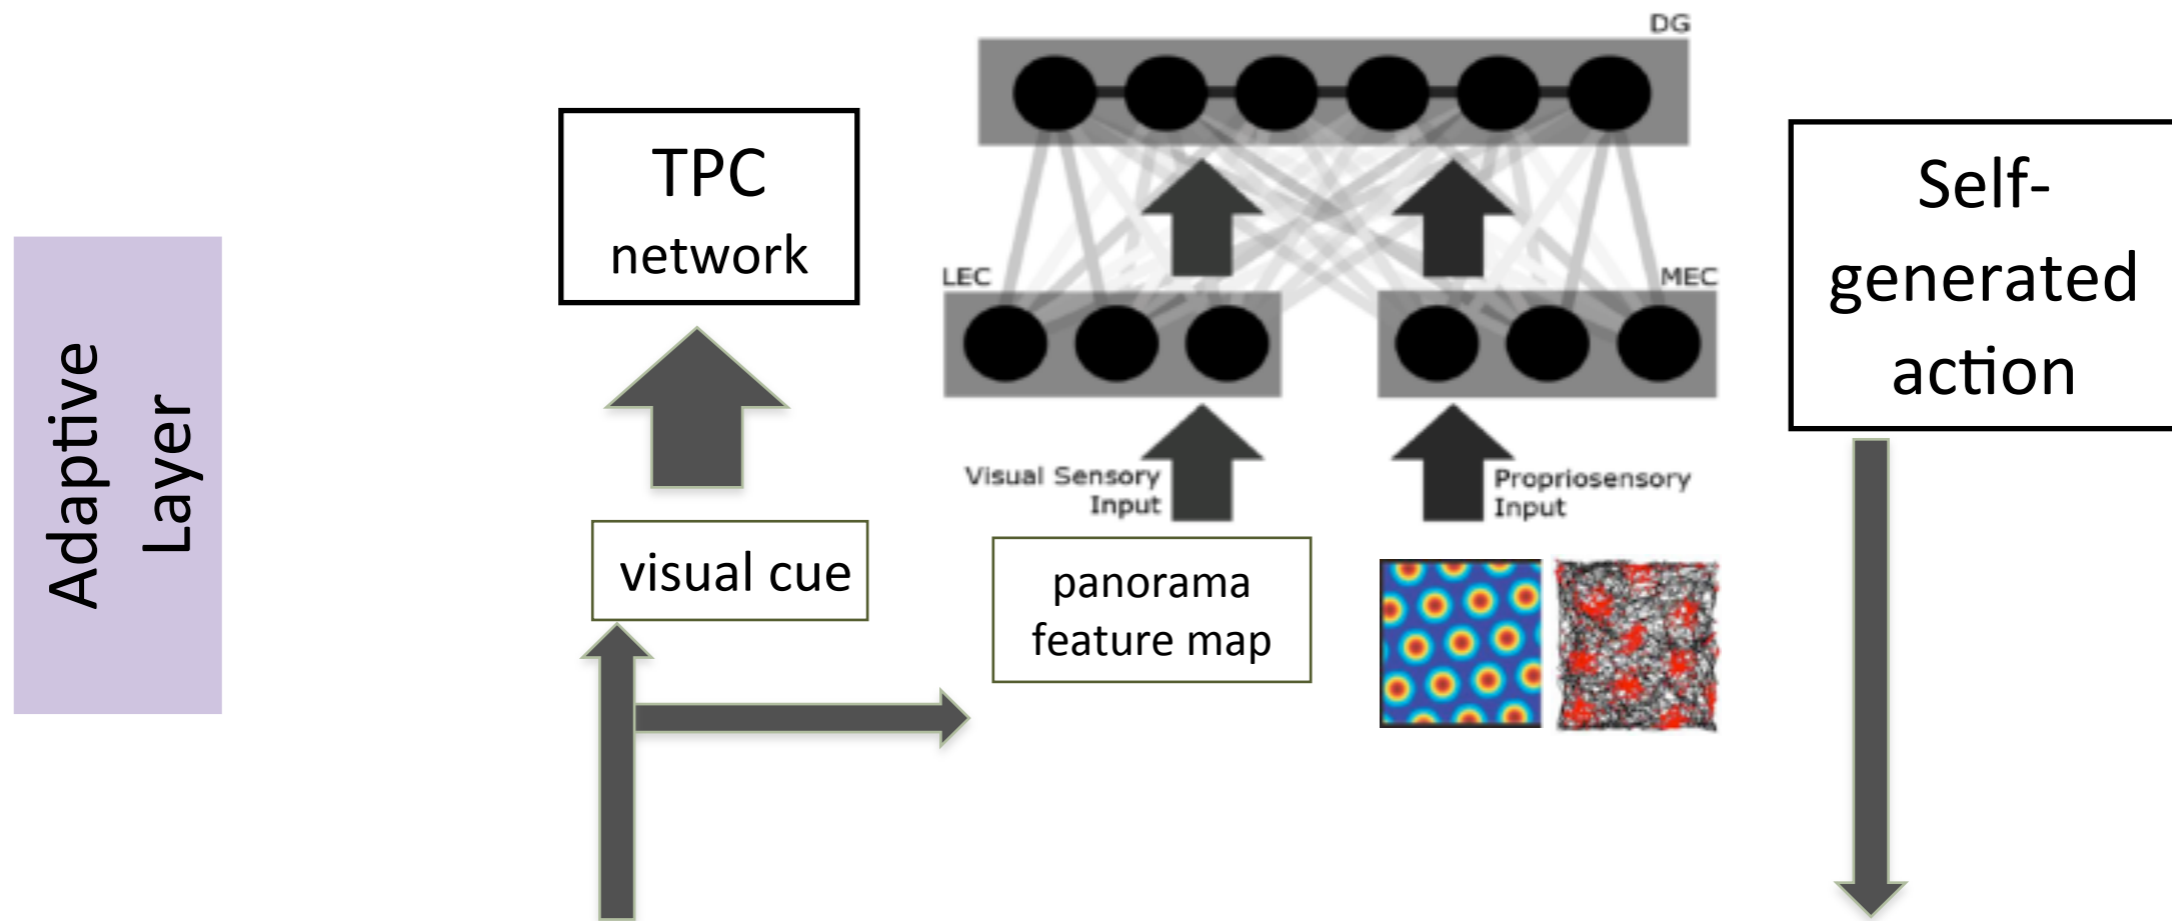 Adaptive
Layer
TPC
network
visual cue
DG
LEC
MEC
Visual Sensory
Input
Propriosensory
Input
panorama
feature map
Self-
generated
action